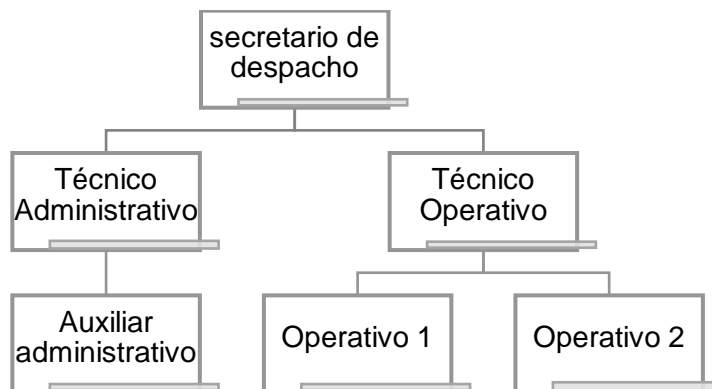 secretario de
despacho
Técnico
Administrativo
Técnico
Operativo
Auxiliar
administrativo
Operativo 1
Operativo 2